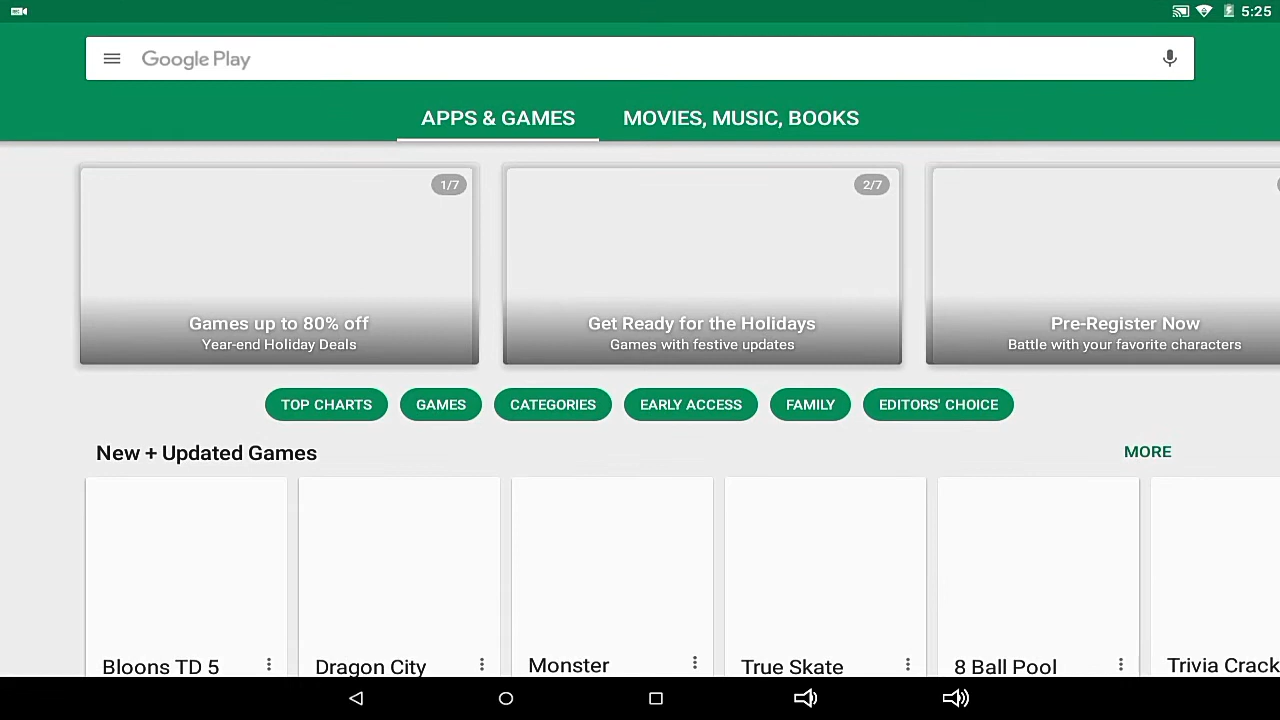 5:25
Google Play
APPS & GAMES
MOVIES, MUSIC, BOOKS
1/7
Games up to 80% off
Year-end Holiday Deals
2/7
Get Ready for the Holidays
Games with festive updates
Pre-Register Now
Battle with your favorite characters
TOP CHARTS
GAMES
CATEGORIES
EARLY ACCESS
FAMILY
EDITORS' CHOICE
New + Updated Games
MORE
Bloons TD 5
Dragon City
Monster
True Skate
8 Ball Pool
Trivia Crack